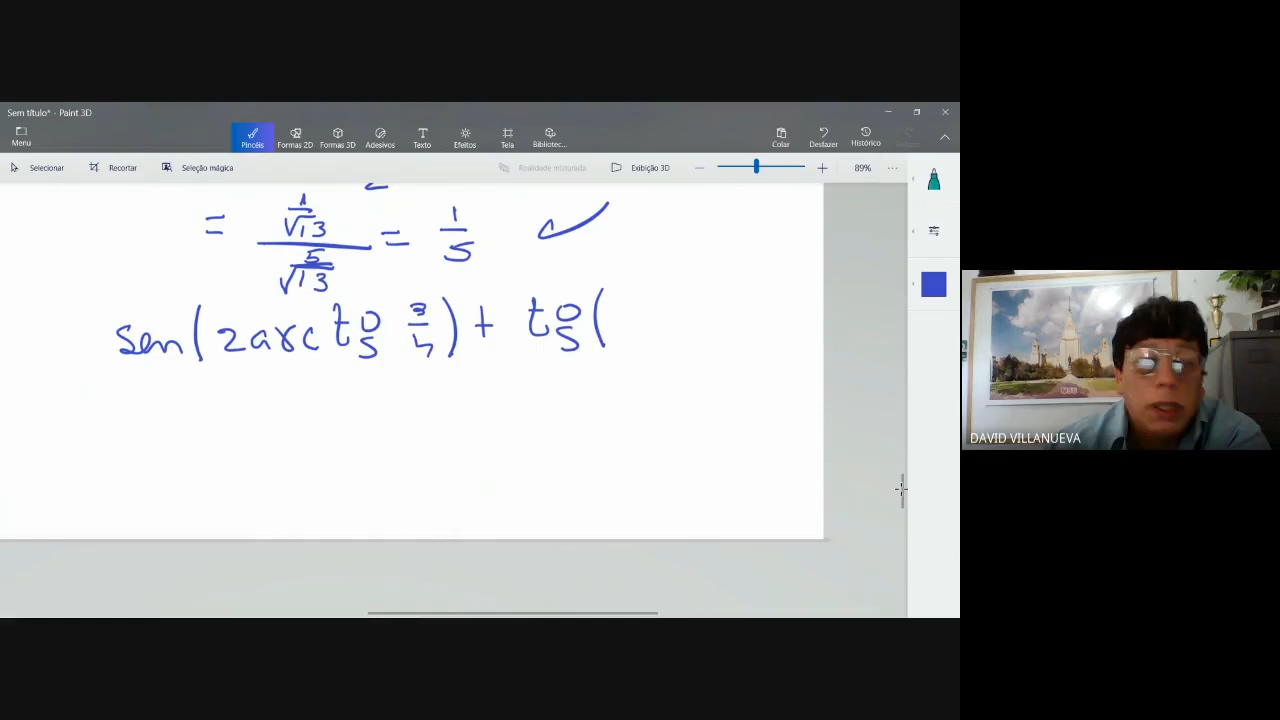 Sem título* - Paint 3D
Menu
Pincéis
Formas 2D
Formas 3D
Adesivos
Texto
Efeitos
Tela
Bibliotec...
Colar
Desfazer
Histórico
Selecionar
Recortar
Seleção mágica
Realidade misturada
Exibição 3D
89%
= (1/√13)/(5/√13) = 1/5 ✓
sen(2arc tg 3/4) + tg(
DAVID VILLANUEVA